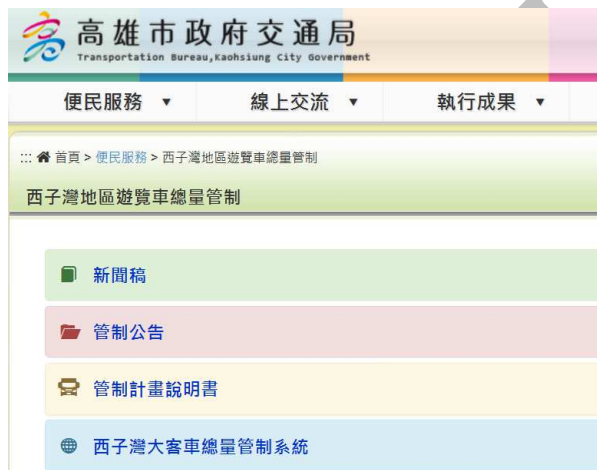 高雄市政府交通局
Transportation Bureau,Kaohsiung City Government
便民服務 ▼ 線上交流 ▼ 執行成果 ▼
::: 首頁 > 便民服務 > 西子灣地區遊覽車總量管制
西子灣地區遊覽車總量管制
新聞稿
管制公告
管制計畫說明書
西子灣大客車總量管制系統